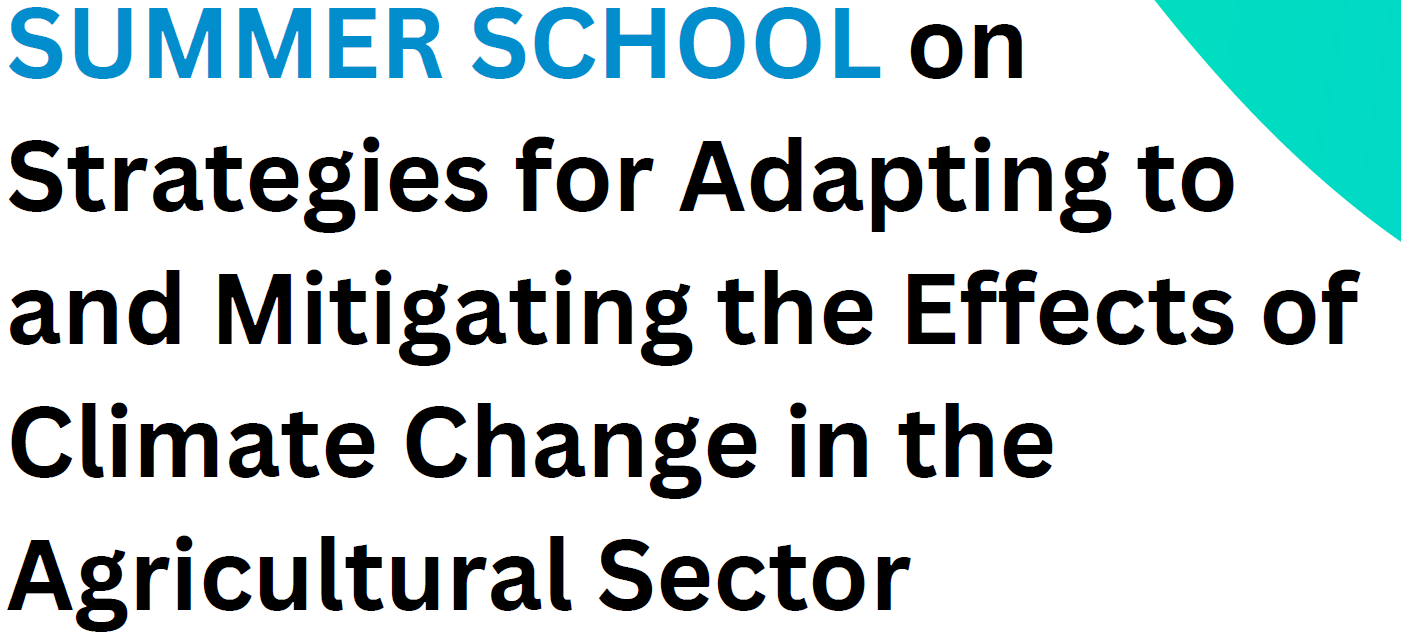 SUMMER SCHOOL on
Strategies for Adapting to
and Mitigating the Effects of
Climate Change in the
Agricultural Sector